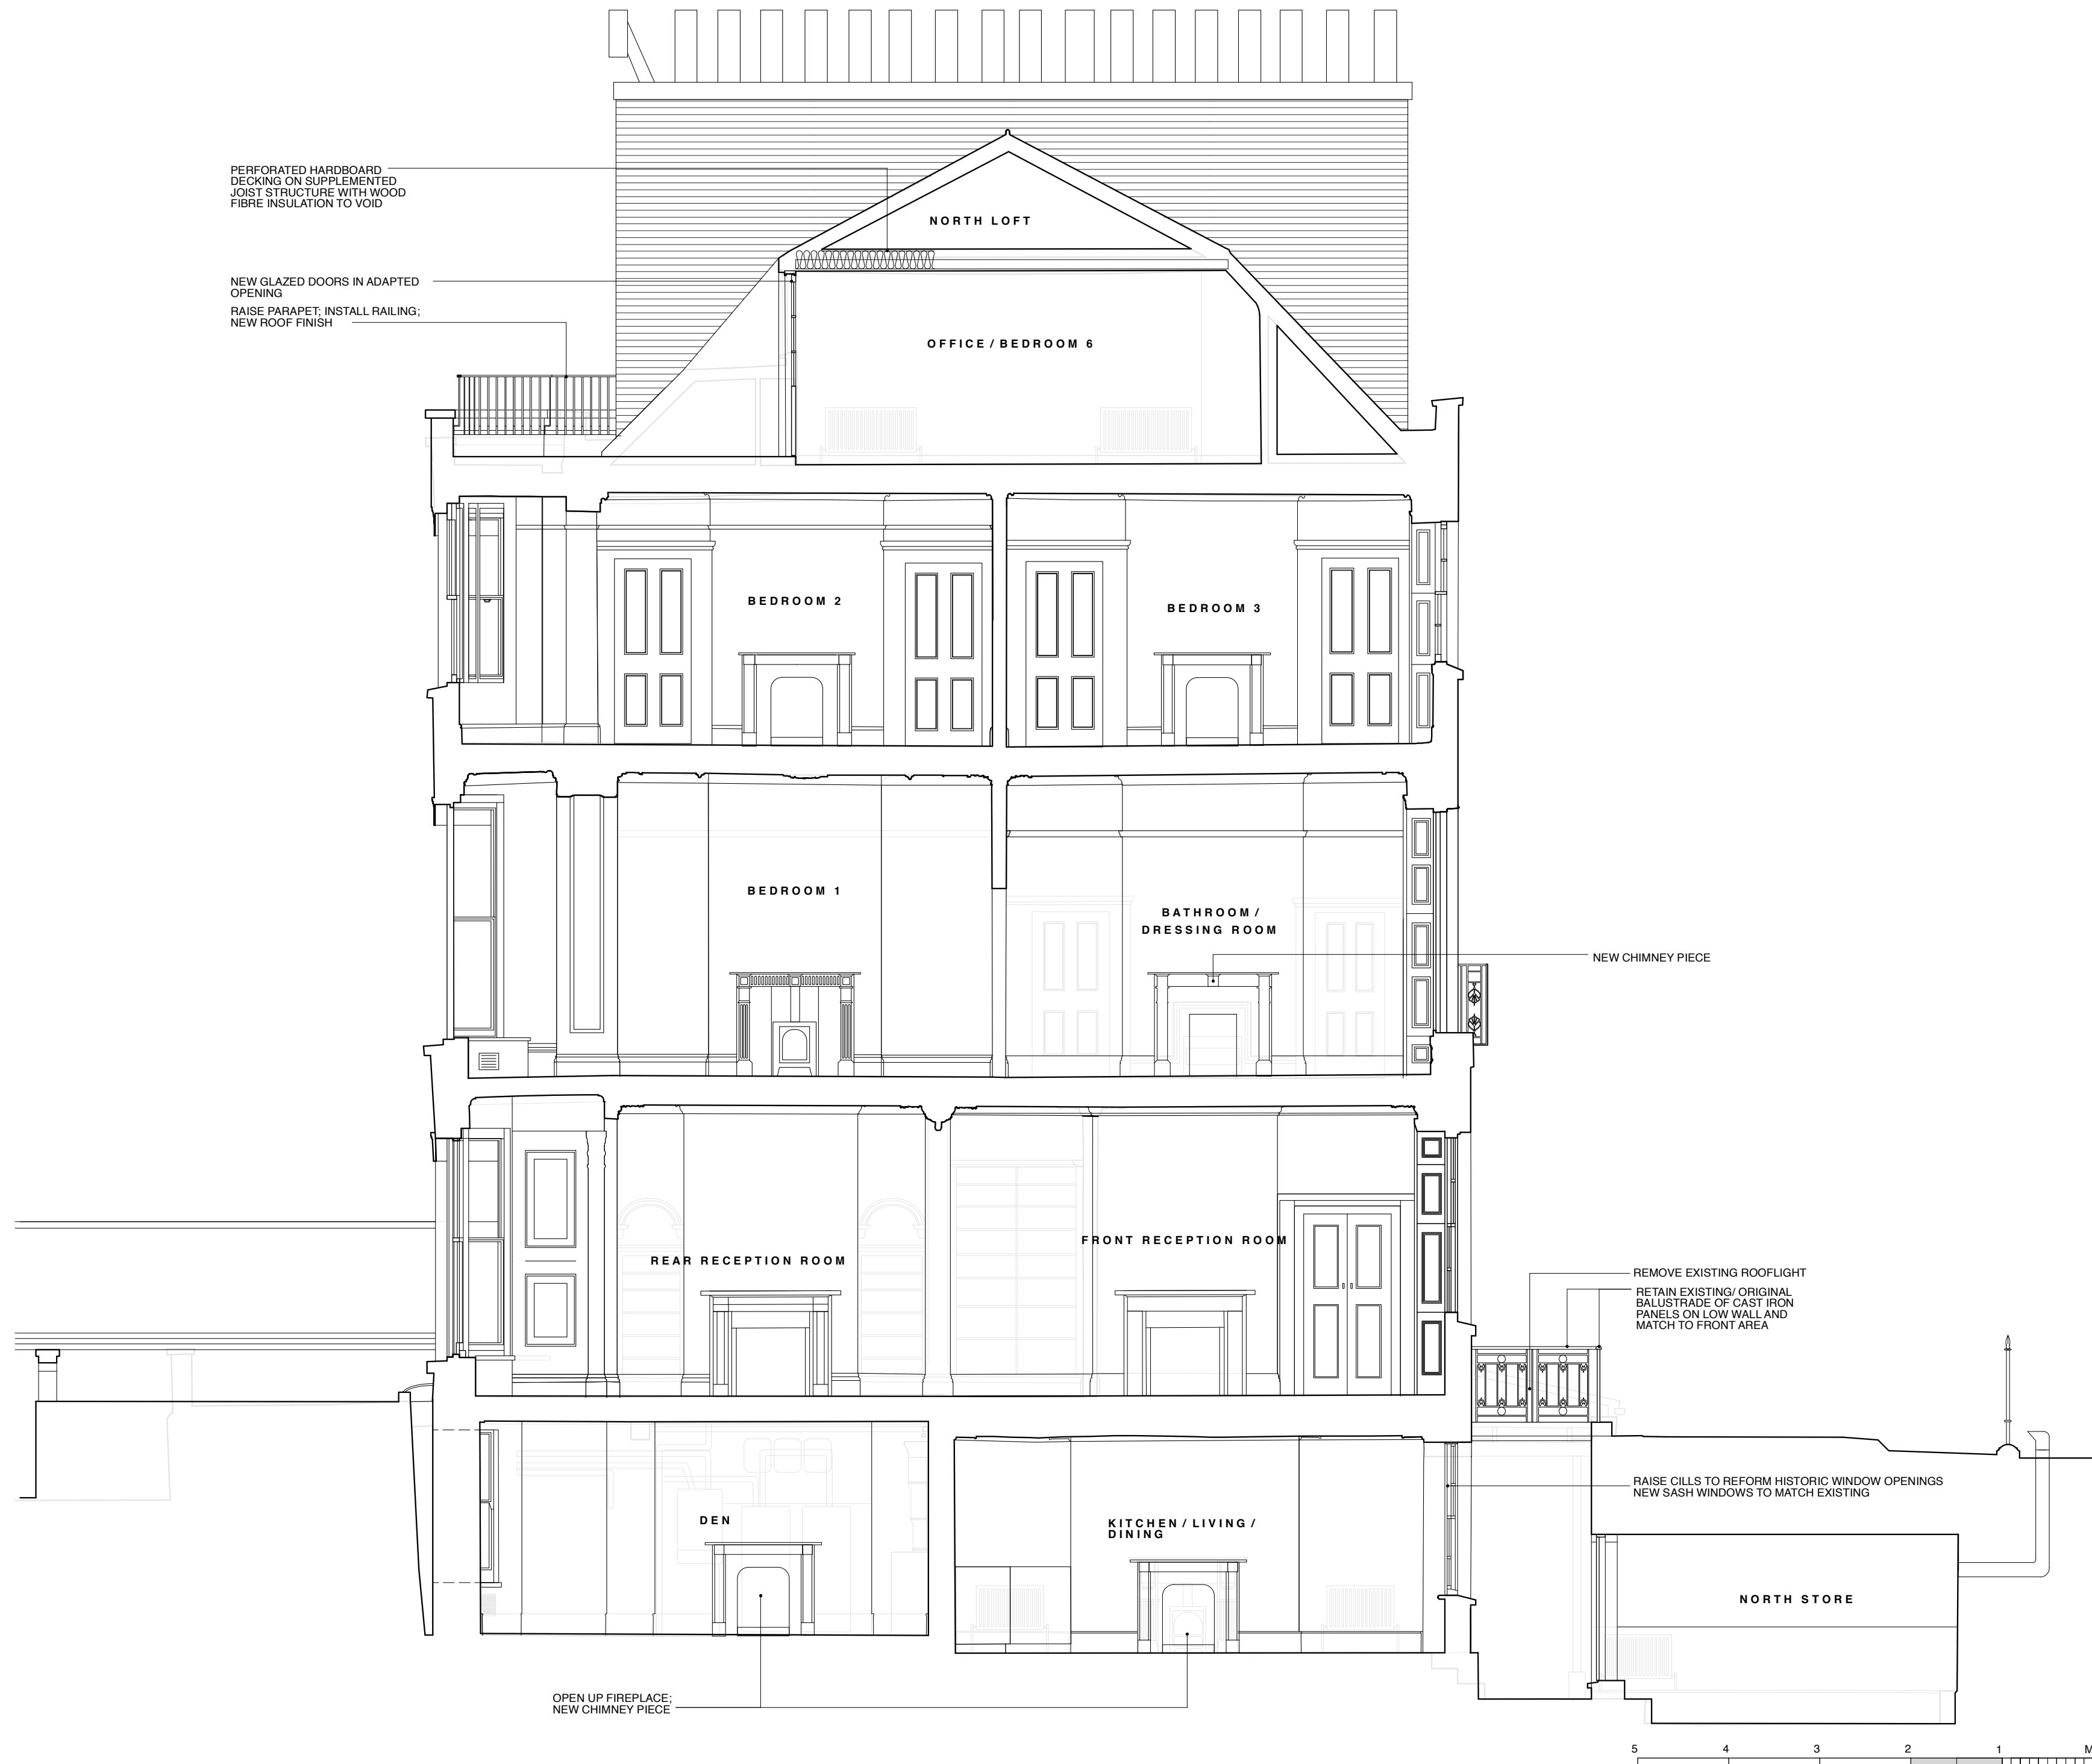 PERFORATED HARDBOARD
DECKING ON SUPPLEMENTED
JOIST STRUCTURE WITH WOOD
FIBRE INSULATION TO VOID
NORTH LOFT
NEW GLAZED DOORS IN ADAPTED
OPENING
RAISE PARAPET; INSTALL RAILING;
NEW ROOF FINISH
OFFICE / BEDROOM 6
BEDROOM 2
BEDROOM 3
BEDROOM 1
BATHROOM /
DRESSING ROOM
NEW CHIMNEY PIECE
REAR RECEPTION ROOM
FRONT RECEPTION ROOM
REMOVE EXISTING ROOFLIGHT
RETAIN EXISTING/ ORIGINAL
BALUSTRADE OF CAST IRON
PANELS ON LOW WALL AND
MATCH TO FRONT AREA
RAISE CILLS TO REFORM HISTORIC WINDOW OPENINGS
NEW SASH WINDOWS TO MATCH EXISTING
DEN
KITCHEN / LIVING /
DINING
NORTH STORE
OPEN UP FIREPLACE;
NEW CHIMNEY PIECE
5 4 3 2 1 M